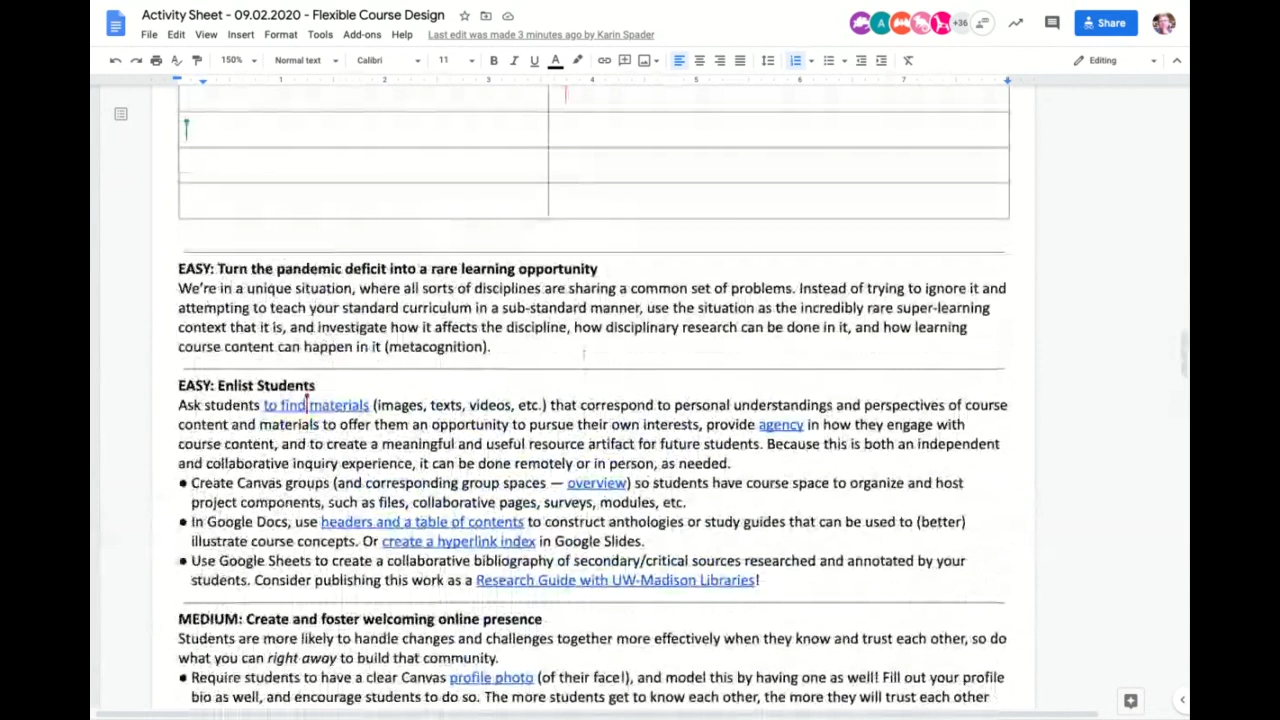 Activity Sheet - 09.02.2020 - Flexible Course Design
A
+36
Share
File Edit View Insert Format Tools Add-ons Help Last edit was made 3 minutes ago by Karin Spader
150% Normal text Calibri 11 B I U A Editing
1 2 3 4 5 6 7
EASY: Turn the pandemic deficit into a rare learning opportunity
We're in a unique situation, where all sorts of disciplines are sharing a common set of problems. Instead of trying to ignore it and
attempting to teach your standard curriculum in a sub-standard manner, use the situation as the incredibly rare super-learning
context that it is, and investigate how it affects the discipline, how disciplinary research can be done in it, and how learning
course content can happen in it (metacognition).
EASY: Enlist Students
Ask students to find materials (images, texts, videos, etc.) that correspond to personal understandings and perspectives of course
content and materials to offer them an opportunity to pursue their own interests, provide agency in how they engage with
course content, and to create a meaningful and useful resource artifact for future students. Because this is both an independent
and collaborative inquiry experience, it can be done remotely or in person, as needed.
● Create Canvas groups (and corresponding group spaces — overview) so students have course space to organize and host
project components, such as files, collaborative pages, surveys, modules, etc.
● In Google Docs, use headers and a table of contents to construct anthologies or study guides that can be used to (better)
illustrate course concepts. Or create a hyperlink index in Google Slides.
● Use Google Sheets to create a collaborative bibliography of secondary/critical sources researched and annotated by your
students. Consider publishing this work as a Research Guide with UW-Madison Libraries!
MEDIUM: Create and foster welcoming online presence
Students are more likely to handle changes and challenges together more effectively when they know and trust each other, so do
what you can right away to build that community.
● Require students to have a clear Canvas profile photo (of their face!), and model this by having one as well! Fill out your profile
bio as well, and encourage students to do so. The more students get to know each other, the more they will trust each other